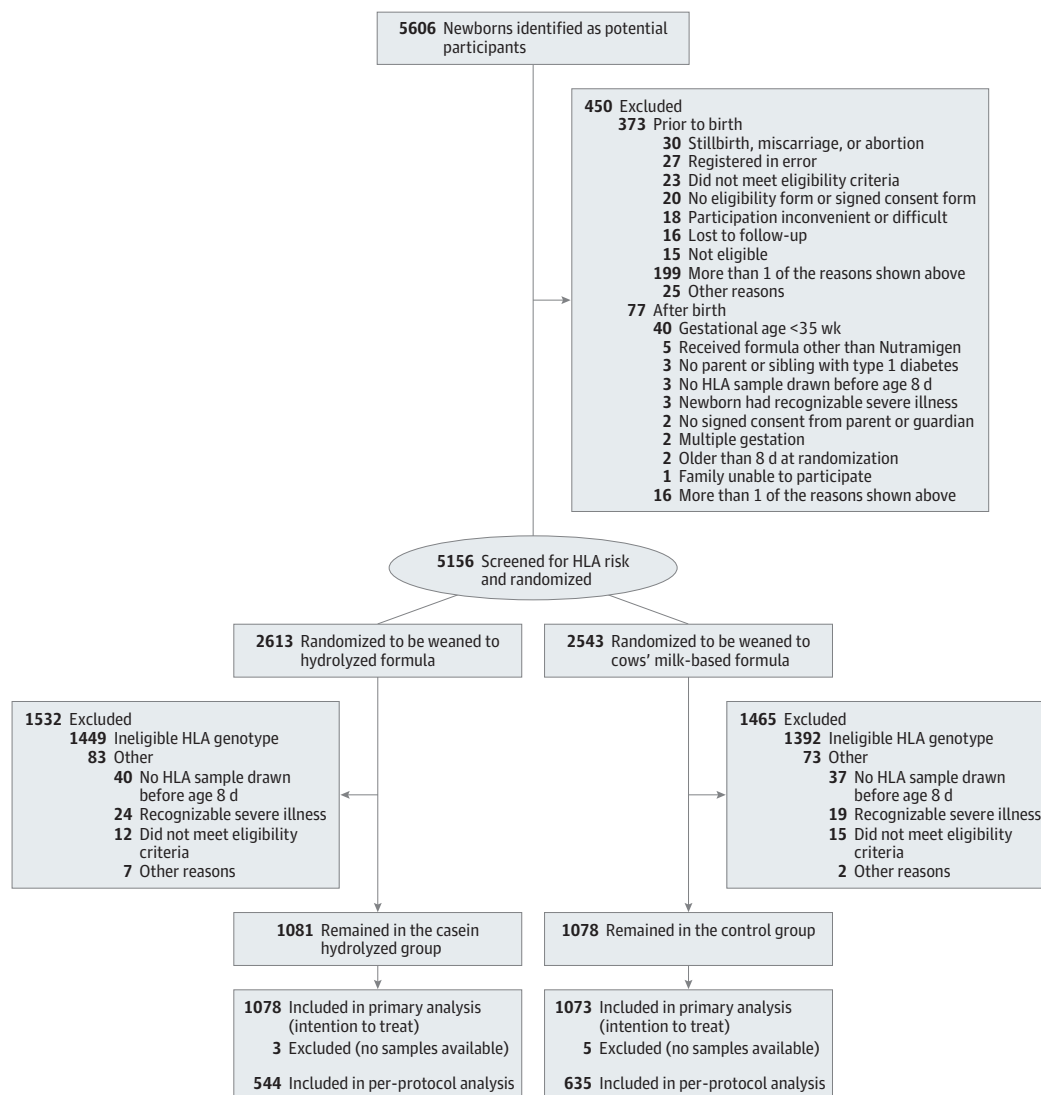 5606 Newborns identified as potential
participants
450 Excluded
373 Prior to birth
30 Stillbirth, miscarriage, or abortion
27 Registered in error
23 Did not meet eligibility criteria
20 No eligibility form or signed consent form
18 Participation inconvenient or difficult
16 Lost to follow-up
15 Not eligible
199 More than 1 of the reasons shown above
25 Other reasons
77 After birth
40 Gestational age <35 wk
5 Received formula other than Nutramigen
3 No parent or sibling with type 1 diabetes
3 No HLA sample drawn before age 8 d
3 Newborn had recognizable severe illness
2 No signed consent from parent or guardian
2 Multiple gestation
2 Older than 8 d at randomization
1 Family unable to participate
16 More than 1 of the reasons shown above
5156 Screened for HLA risk
and randomized
2613 Randomized to be weaned to
hydrolyzed formula
2543 Randomized to be weaned to
cows' milk-based formula
1532 Excluded
1449 Ineligible HLA genotype
83 Other
40 No HLA sample drawn
before age 8 d
24 Recognizable severe illness
12 Did not meet eligibility
criteria
7 Other reasons
1465 Excluded
1392 Ineligible HLA genotype
73 Other
37 No HLA sample drawn
before age 8 d
19 Recognizable severe illness
15 Did not meet eligibility
criteria
2 Other reasons
1081 Remained in the casein
hydrolyzed group
1078 Remained in the control group
1078 Included in primary analysis
(intention to treat)
3 Excluded (no samples available)
544 Included in per-protocol analysis
1073 Included in primary analysis
(intention to treat)
5 Excluded (no samples available)
635 Included in per-protocol analysis